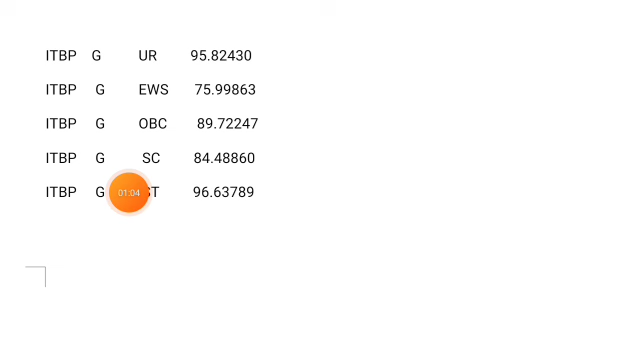 ITBP G UR 95.82430
ITBP G EWS 75.99863
ITBP G OBC 89.72247
ITBP G SC 84.48860
ITBP G ST 96.63789
01:04